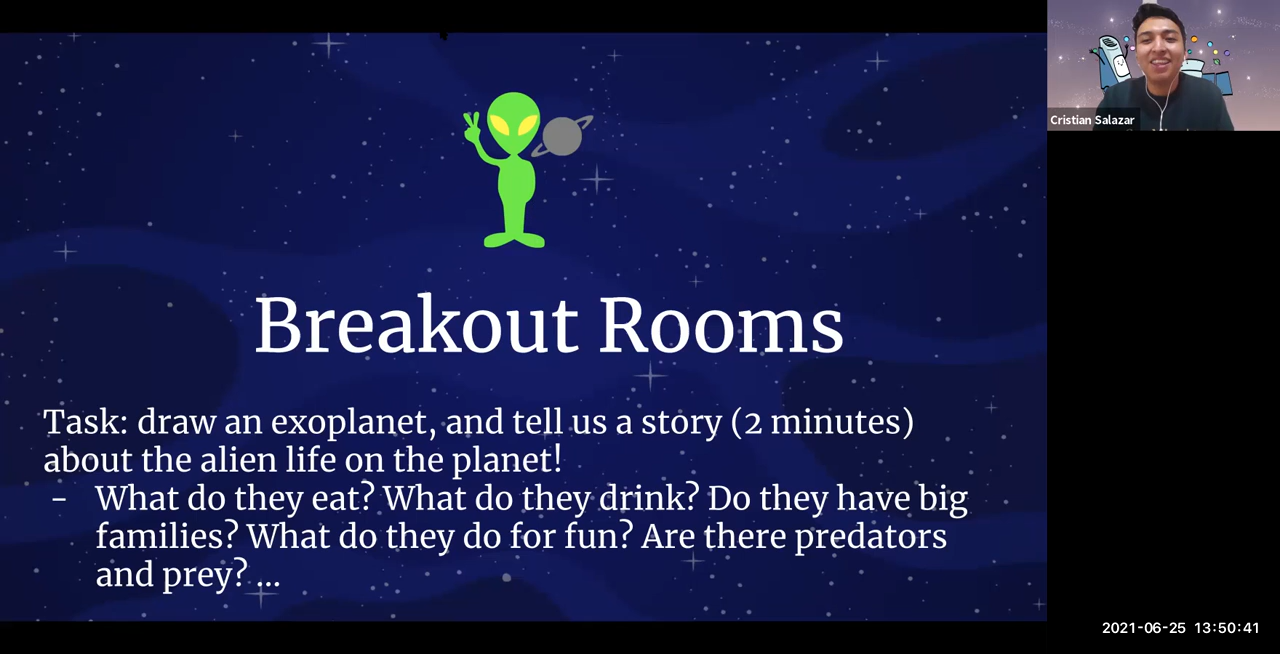 Cristian Salazar
Breakout Rooms
Task: draw an exoplanet, and tell us a story (2 minutes)
about the alien life on the planet!
- What do they eat? What do they drink? Do they have big
families? What do they do for fun? Are there predators
and prey? ...
2021-06-25 13:50:41